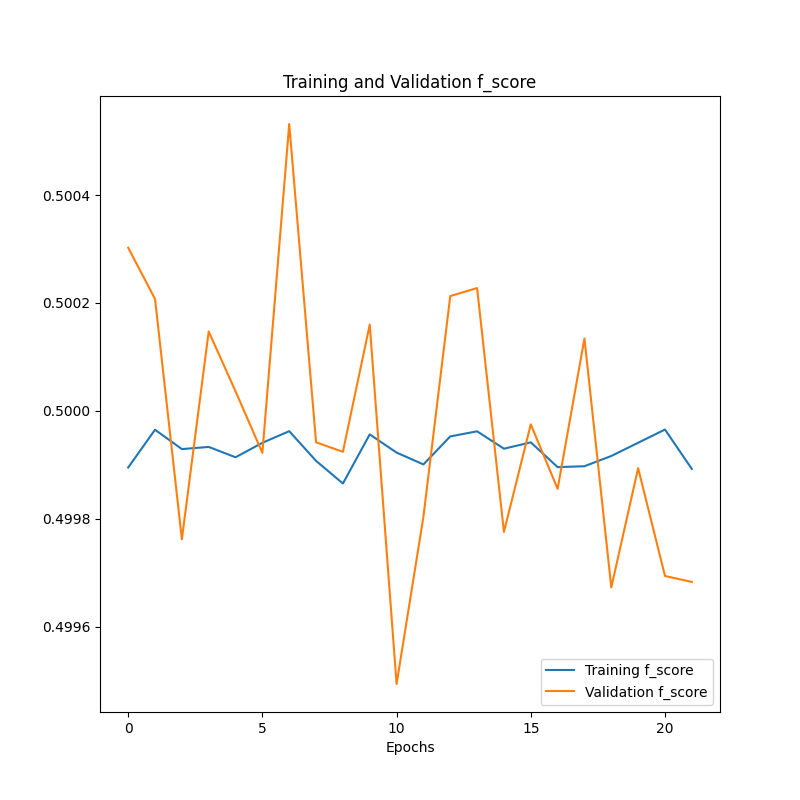 Training and Validation f_score
0.5004
0.5002
0.5000
0.4998
0.4996
Training f_score
Validation f_score
0 5 10 15 20
Epochs